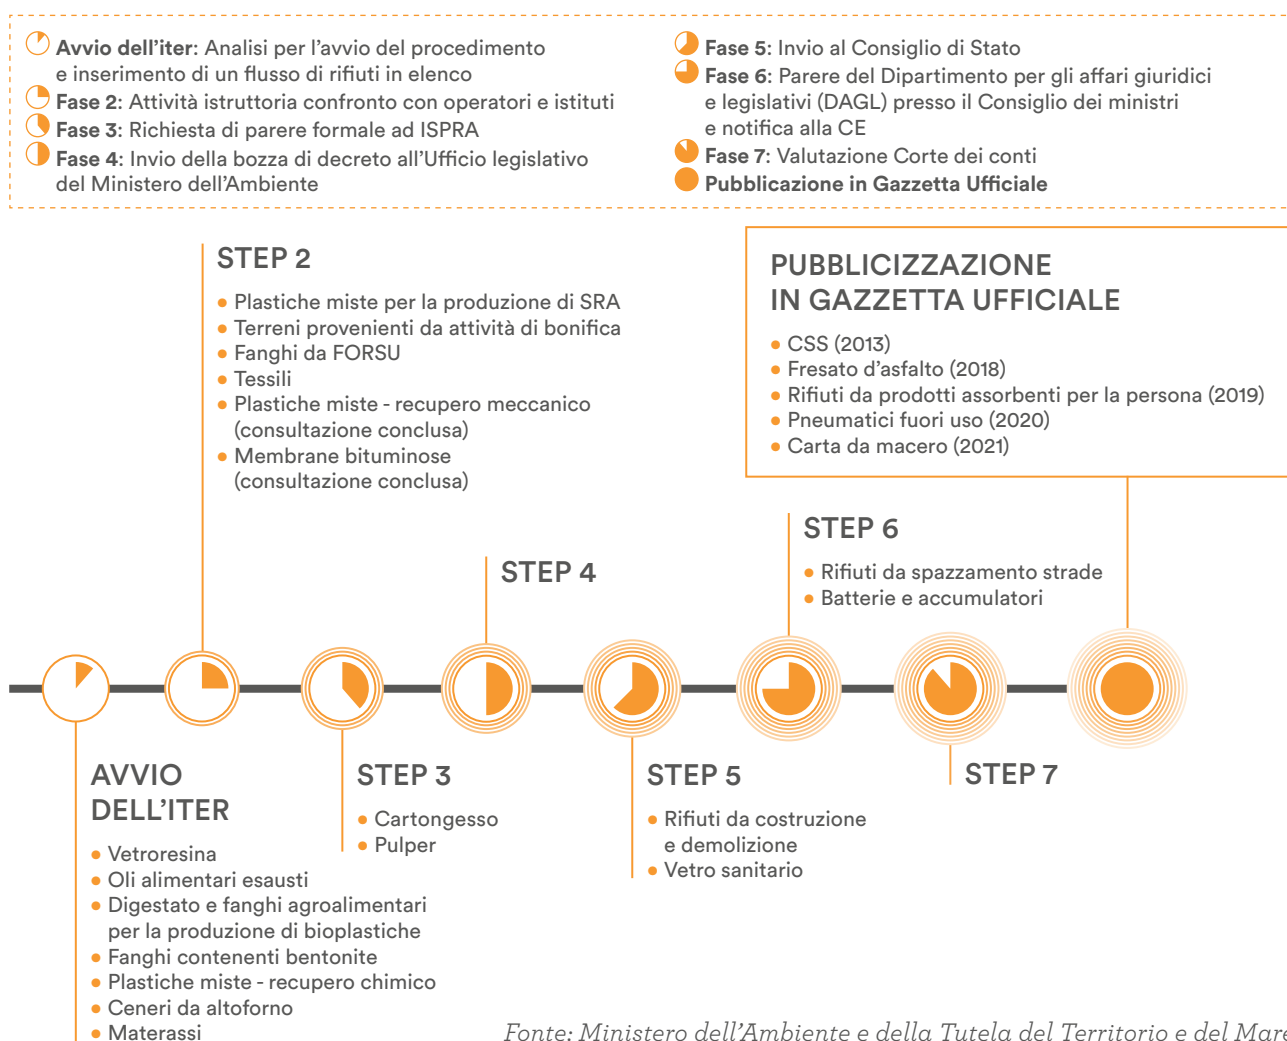 Avvio dell'iter: Analisi per l'avvio del procedimento
e inserimento di un flusso di rifiuti in elenco
Fase 2: Attività istruttoria confronto con operatori e istituti
Fase 3: Richiesta di parere formale ad ISPRA
Fase 4: Invio della bozza di decreto all'Ufficio legislativo
del Ministero dell'Ambiente
Fase 5: Invio al Consiglio di Stato
Fase 6: Parere del Dipartimento per gli affari giuridici
e legislativi (DAGL) presso il Consiglio dei ministri
e notifica alla CE
Fase 7: Valutazione Corte dei conti
Pubblicazione in Gazzetta Ufficiale
STEP 2
• Plastiche miste per la produzione di SRA
• Terreni provenienti da attività di bonifica
• Fanghi da FORSU
• Tessili
• Plastiche miste - recupero meccanico
(consultazione conclusa)
• Membrane bituminose
(consultazione conclusa)
PUBBLICIZZAZIONE
IN GAZZETTA UFFICIALE
• CSS (2013)
• Fresato d'asfalto (2018)
• Rifiuti da prodotti assorbenti per la persona (2019)
• Pneumatici fuori uso (2020)
• Carta da macero (2021)
STEP 4
STEP 6
• Rifiuti da spazzamento strade
• Batterie e accumulatori
AVVIO
DELL'ITER
• Vetroresina
• Oli alimentari esausti
• Digestato e fanghi agroalimentari
per la produzione di bioplastiche
• Fanghi contenenti bentonite
• Plastiche miste - recupero chimico
• Ceneri da altoforno
• Materassi
STEP 3
• Cartongesso
• Pulper
STEP 5
• Rifiuti da costruzione
e demolizione
• Vetro sanitario
STEP 7
Fonte: Ministero dell'Ambiente e della Tutela del Territorio e del Mare